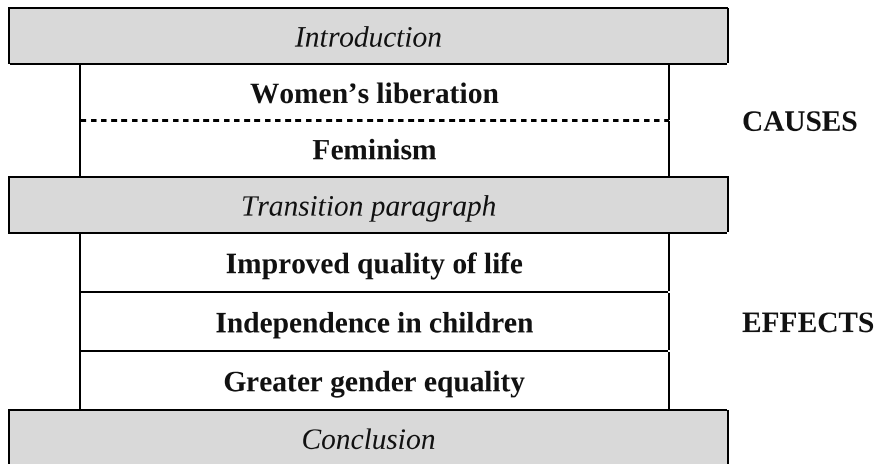 Introduction
Women’s liberation
CAUSES
Feminism
Transition paragraph
Improved quality of life
Independence in children
EFFECTS
Greater gender equality
Conclusion